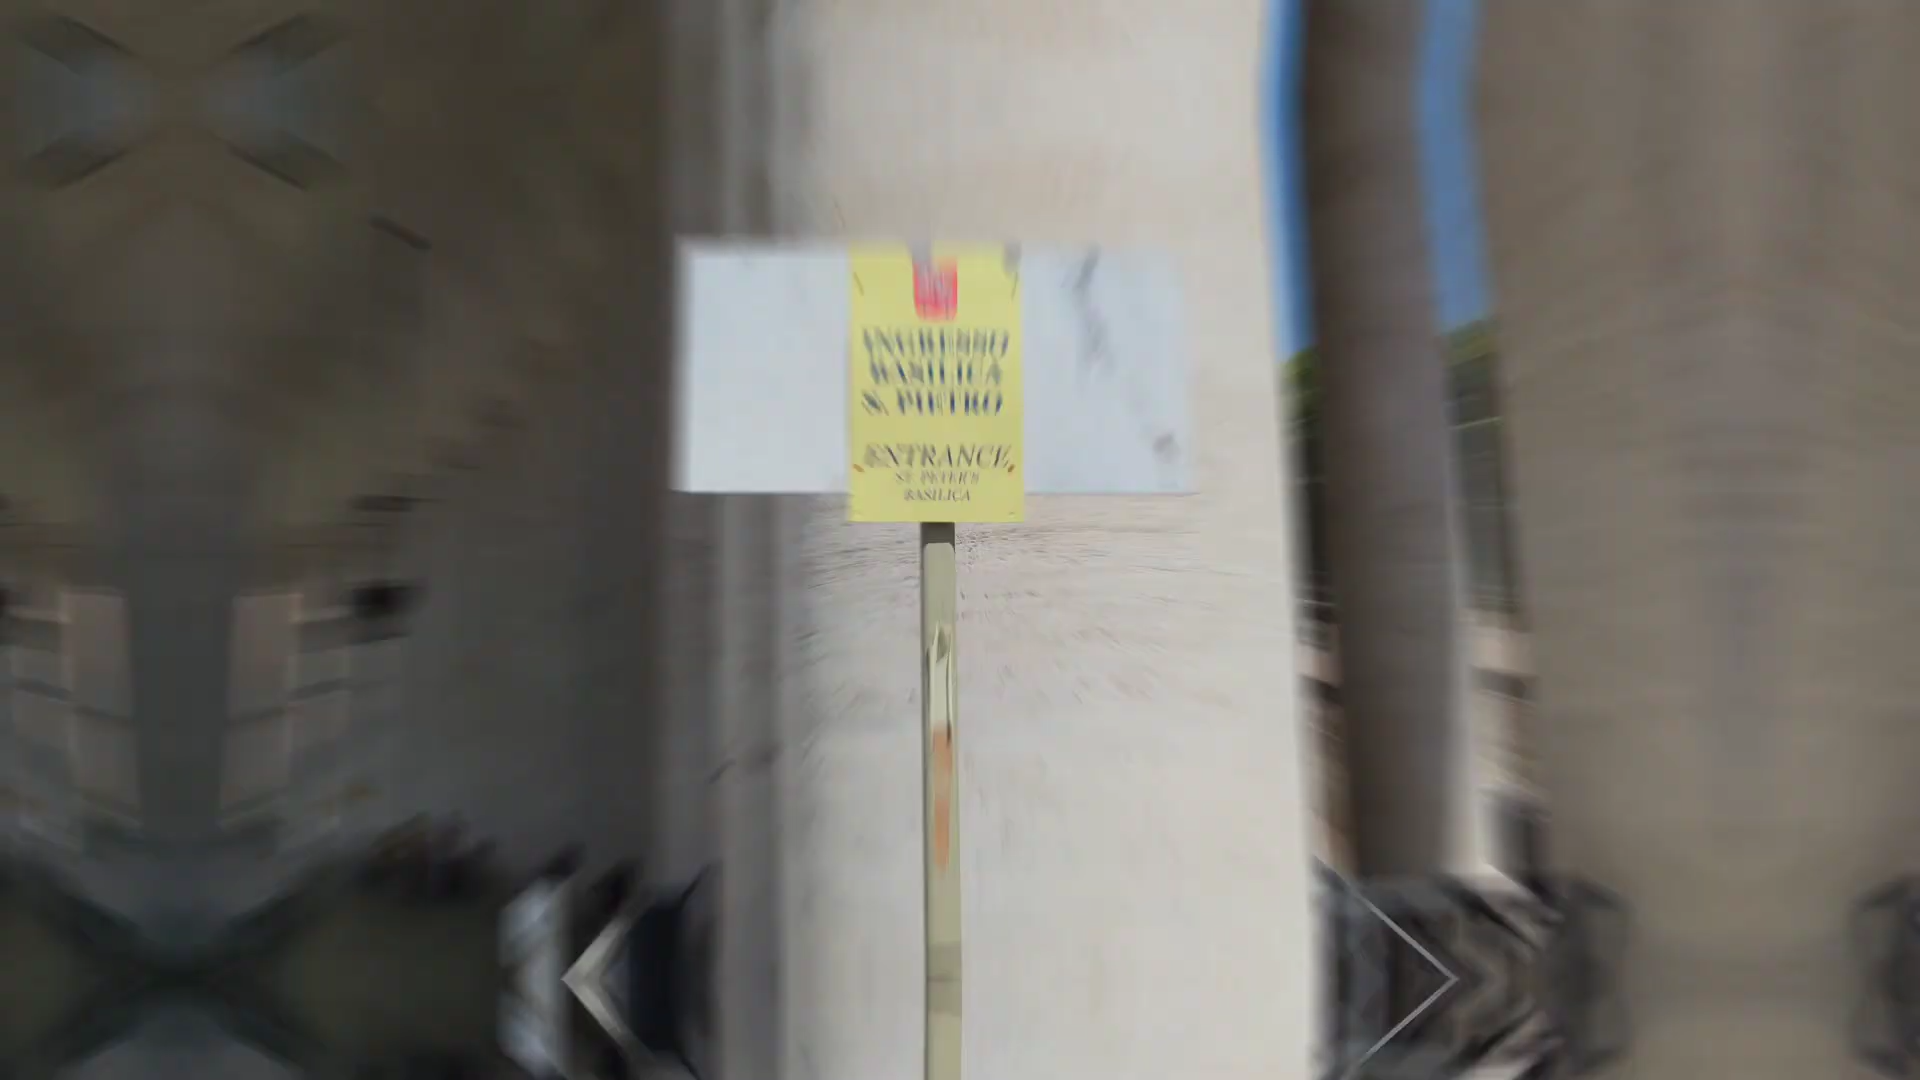 INGRESSO
BASILICA
S. PIETRO
ENTRANCE
ST. PETER'S
BASILICA